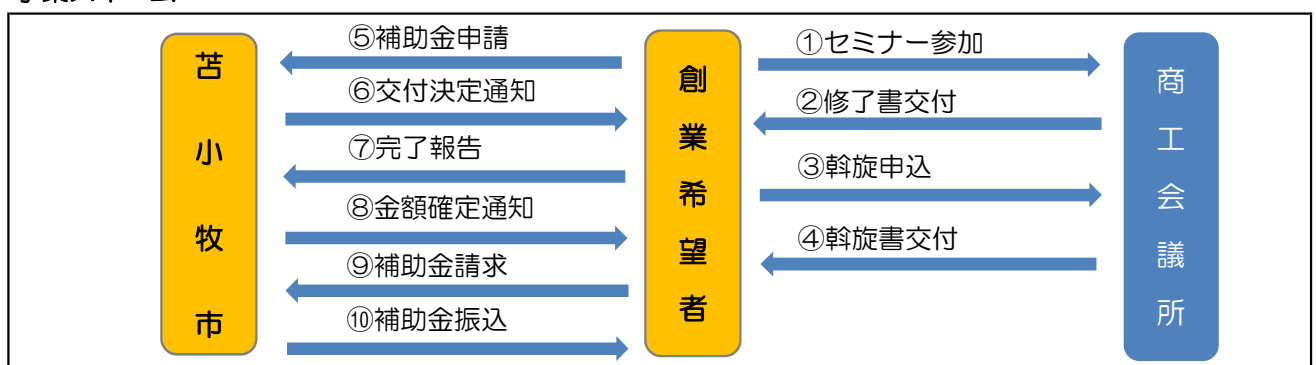 苫小牧市
⑤補助金申請
⑥交付決定通知
⑦完了報告
⑧金額確定通知
⑨補助金請求
⑩補助金振込
創業希望者
①セミナー参加
②修了書交付
③斡旋申込
④斡旋書交付
商工会議所